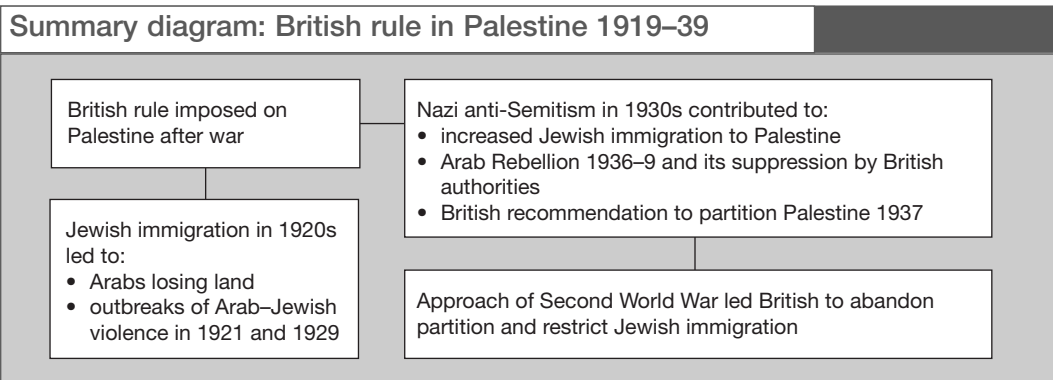 Summary diagram: British rule in Palestine 1919–39
British rule imposed on
Palestine after war
Jewish immigration in 1920s
led to:
• Arabs losing land
• outbreaks of Arab–Jewish
violence in 1921 and 1929
Nazi anti-Semitism in 1930s contributed to:
• increased Jewish immigration to Palestine
• Arab Rebellion 1936–9 and its suppression by British
authorities
• British recommendation to partition Palestine 1937
Approach of Second World War led British to abandon
partition and restrict Jewish immigration